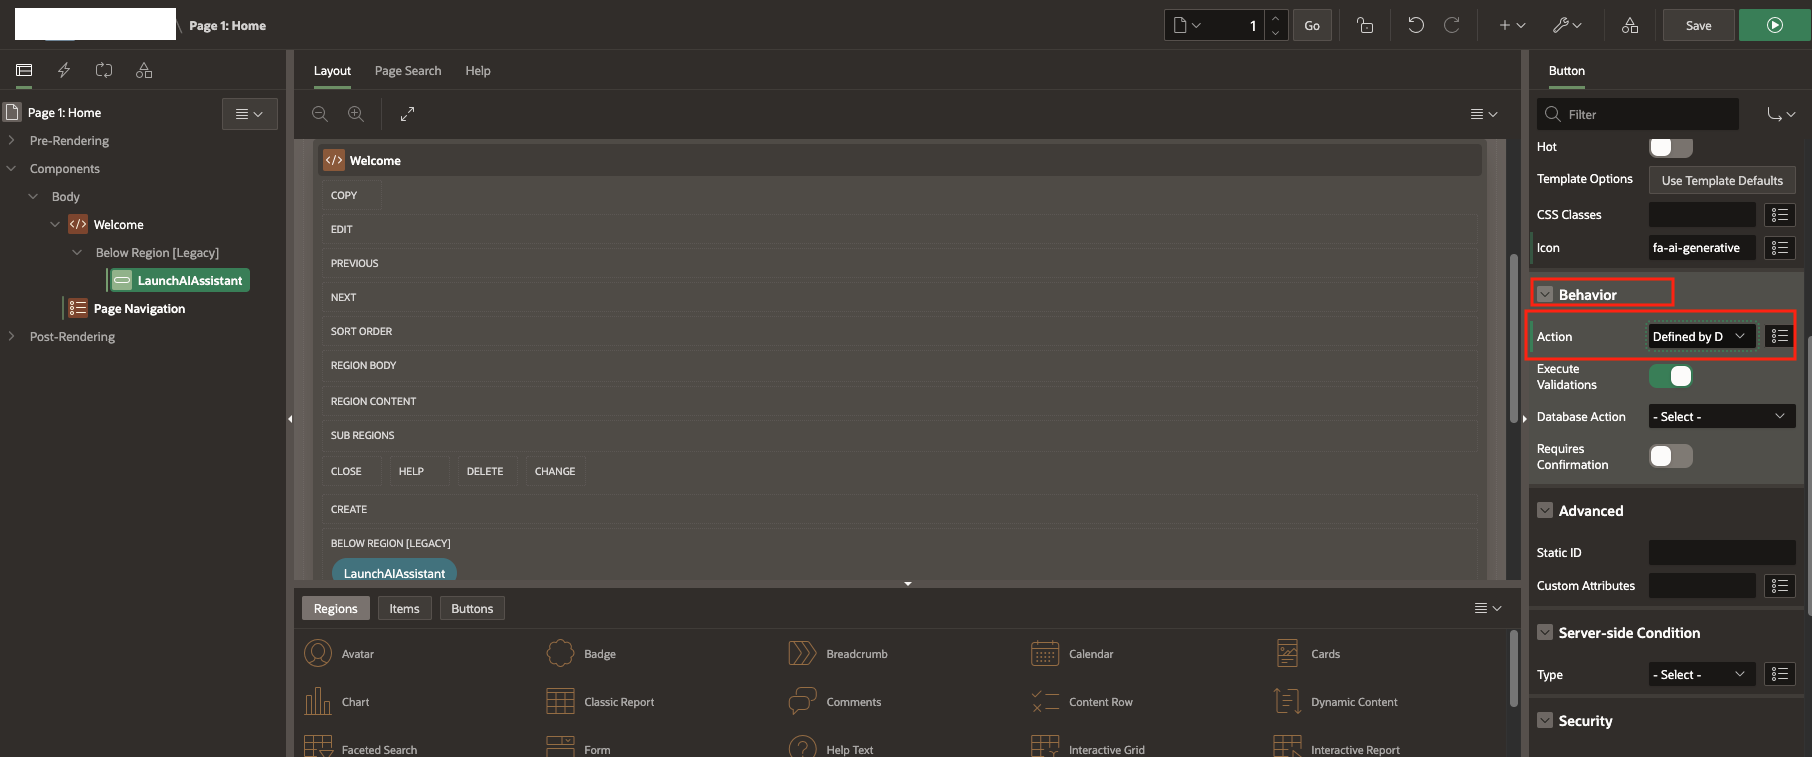 Page 1: Home
1
Go
Save
Layout
Page Search
Help
Button
Page 1: Home
Pre-Rendering
Components
Body
Welcome
Below Region [Legacy]
LaunchAIAssistant
Page Navigation
Post-Rendering
Welcome
COPY
EDIT
PREVIOUS
NEXT
SORT ORDER
REGION BODY
REGION CONTENT
SUB REGIONS
CLOSE HELP DELETE CHANGE
CREATE
BELOW REGION [LEGACY]
LaunchAIAssistant
Regions Items Buttons
Avatar Badge Breadcrumb Calendar Cards
Chart Classic Report Comments Content Row Dynamic Content
Faceted Search Form Help Text Interactive Grid Interactive Report
Filter
Hot
Template Options Use Template Defaults
CSS Classes
Icon fa-ai-generative
Behavior
Action Defined by D
Execute
Validations
Database Action - Select -
Requires
Confirmation
Advanced
Static ID
Custom Attributes
Server-side Condition
Type - Select -
Security